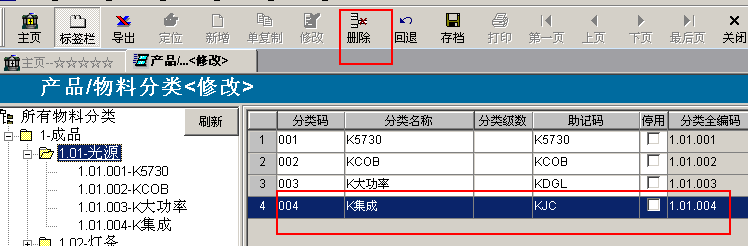 主页 标签栏 导出 定位 新增 单复制 修改 删除 回退 存档 打印 第一页 上页 下页 最后页 关闭
主页--☆☆☆☆☆ 产品/...<修改>
产品/物料分类<修改>
所有物料分类 刷新
1-成品
1.01-光源
1.01.001-K5730
1.01.002-KCOB
1.01.003-K大功率
1.01.004-K集成
1.02-灯条
分类码 分类名称 分类级数 助记码 停用 分类全编码
1 001 K5730 K5730 1.01.001
2 002 KCOB KCOB 1.01.002
3 003 K大功率 KDGL 1.01.003
4 004 K集成 KJC 1.01.004